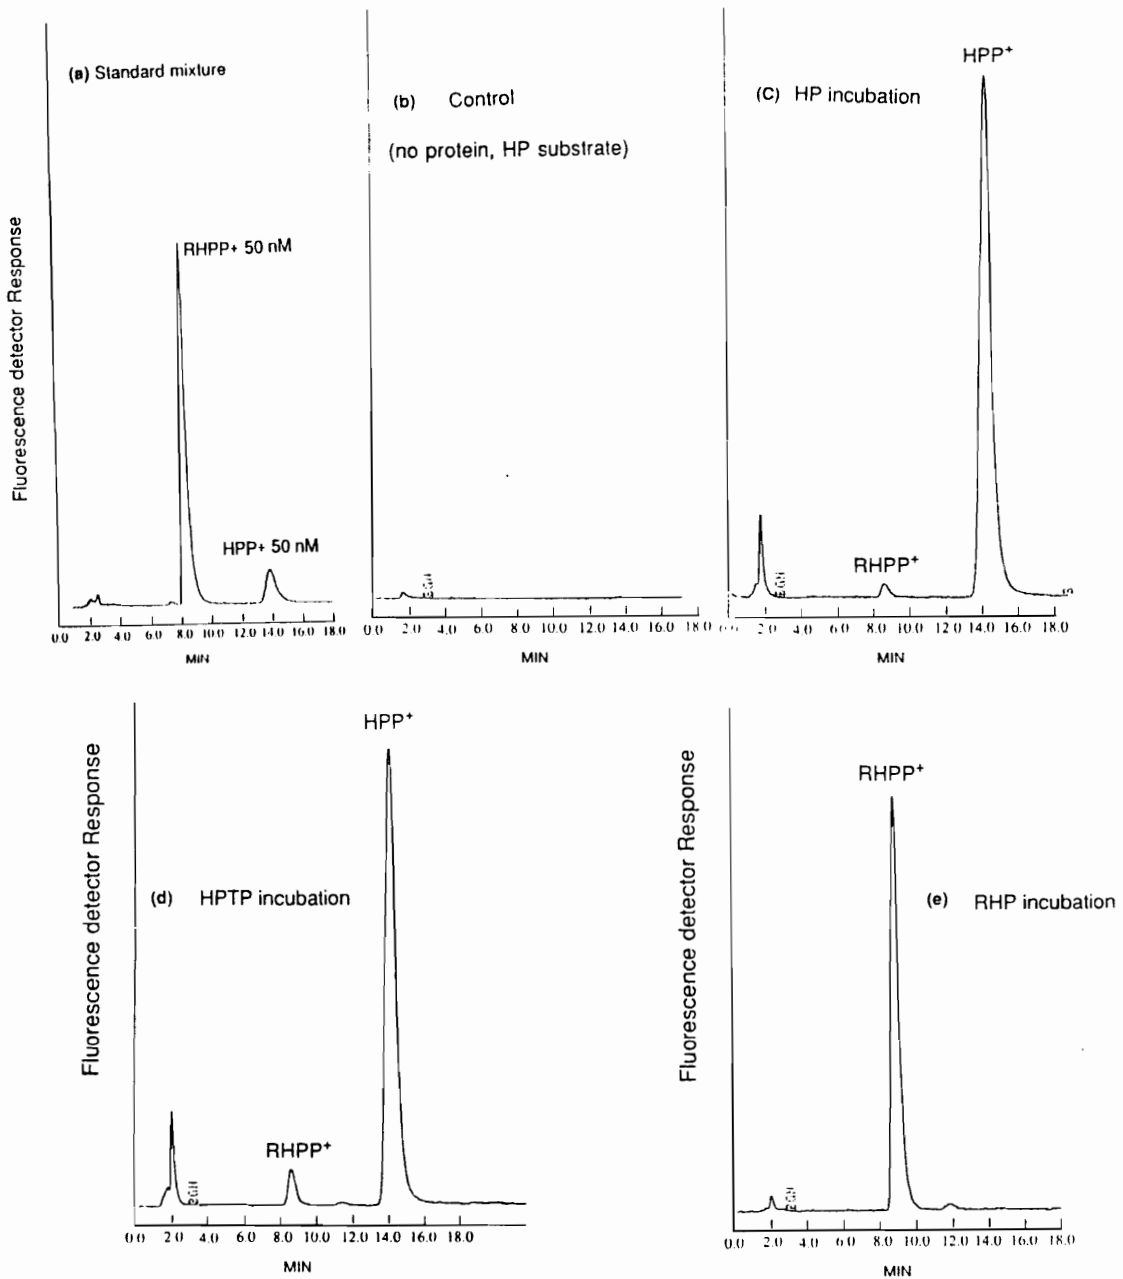 (a) Standard mixture
RHPP+ 50 nM
HPP+ 50 nM
Fluorescence detector Response
0.0 2.0 4.0 6.0 8.0 10.0 12.0 14.0 16.0 18.0
MIN
(b) Control
(no protein, HP substrate)
0.0 2.0 4.0 6.0 8.0 10.0 12.0 14.0 16.0 18.0
MIN
(C) HP incubation
HPP+
RHPP+
2.0 4.0 6.0 8.0 10.0 12.0 14.0 16.0 18.0
MIN
HPP+
(d) HPTP incubation
RHPP+
Fluorescence detector Response
0.0 2.0 4.0 6.0 8.0 10.0 12.0 14.0 16.0 18.0
MIN
RHPP+
(e) RHP incubation
Fluorescence detector Response
0.0 2.0 4.0 6.0 8.0 10.0 12.0 14.0 16.0 18.0
MIN